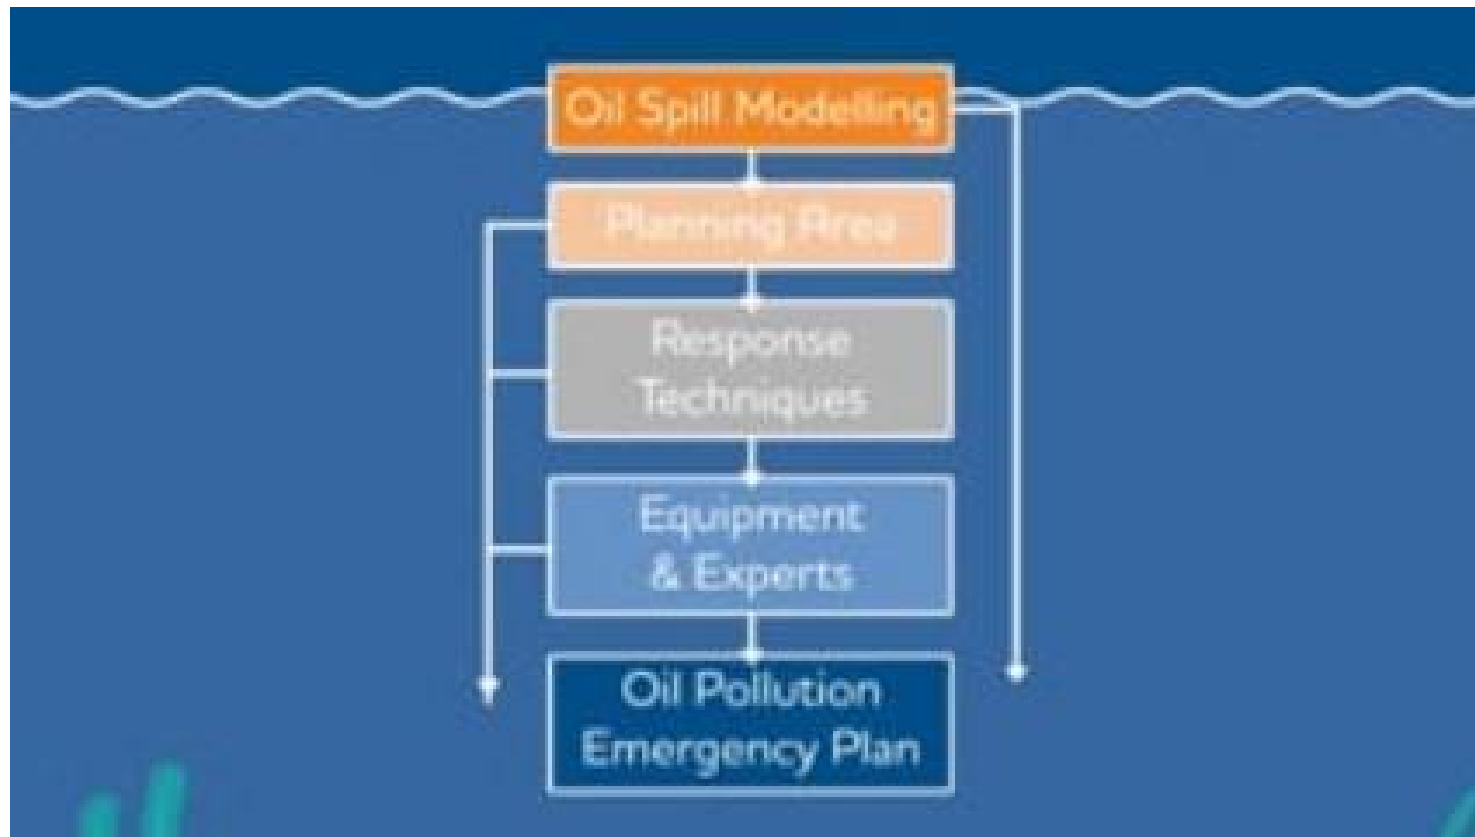 Oil Spill Modelling
Planning Area
Response
Techniques
Equipment
& Experts
Oil Pollution
Emergency Plan